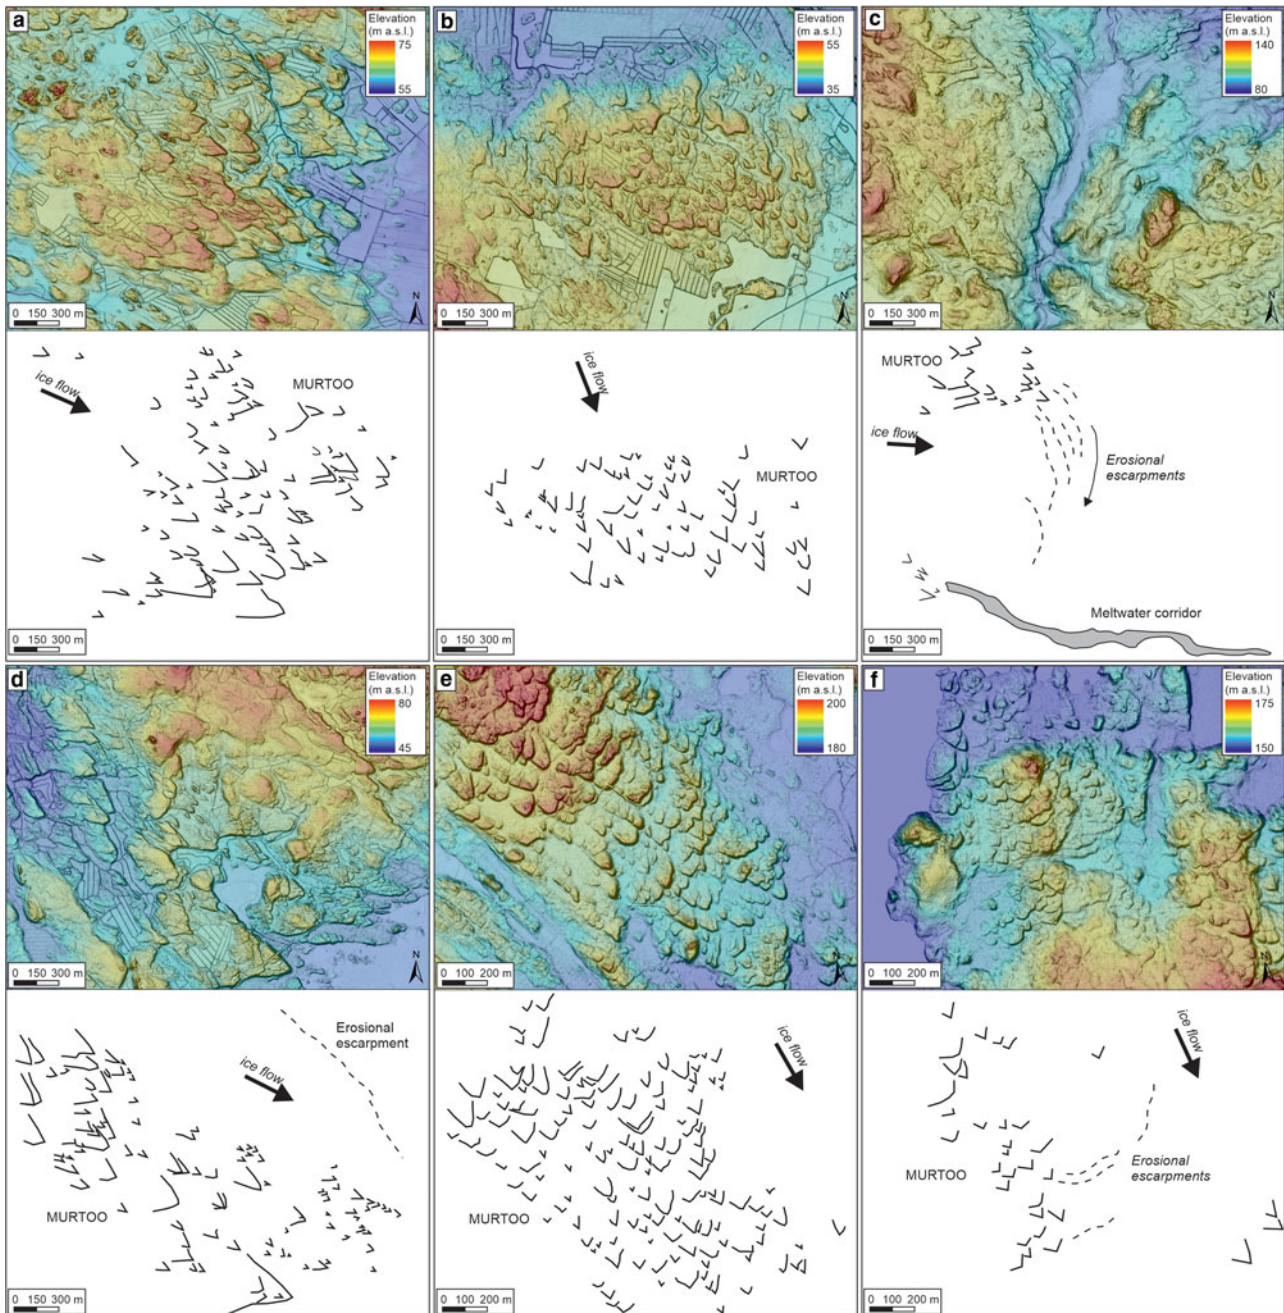 a
Elevation
(m a.s.l.)
75
55
0 150 300 m
N
ice flow
MURTOO
0 150 300 m
b
Elevation
(m a.s.l.)
55
35
0 150 300 m
N
ice flow
MURTOO
0 150 300 m
c
Elevation
(m a.s.l.)
140
80
0 150 300 m
N
MURTOO
ice flow
Erosional
escarpments
Meltwater corridor
0 150 300 m
d
Elevation
(m a.s.l.)
80
45
0 150 300 m
N
Erosional
escarpment
ice flow
MURTOO
0 150 300 m
e
Elevation
(m a.s.l.)
200
180
0 100 200 m
N
ice flow
MURTOO
0 100 200 m
f
Elevation
(m a.s.l.)
175
150
0 100 200 m
N
ice flow
MURTOO
Erosional
escarpments
0 100 200 m